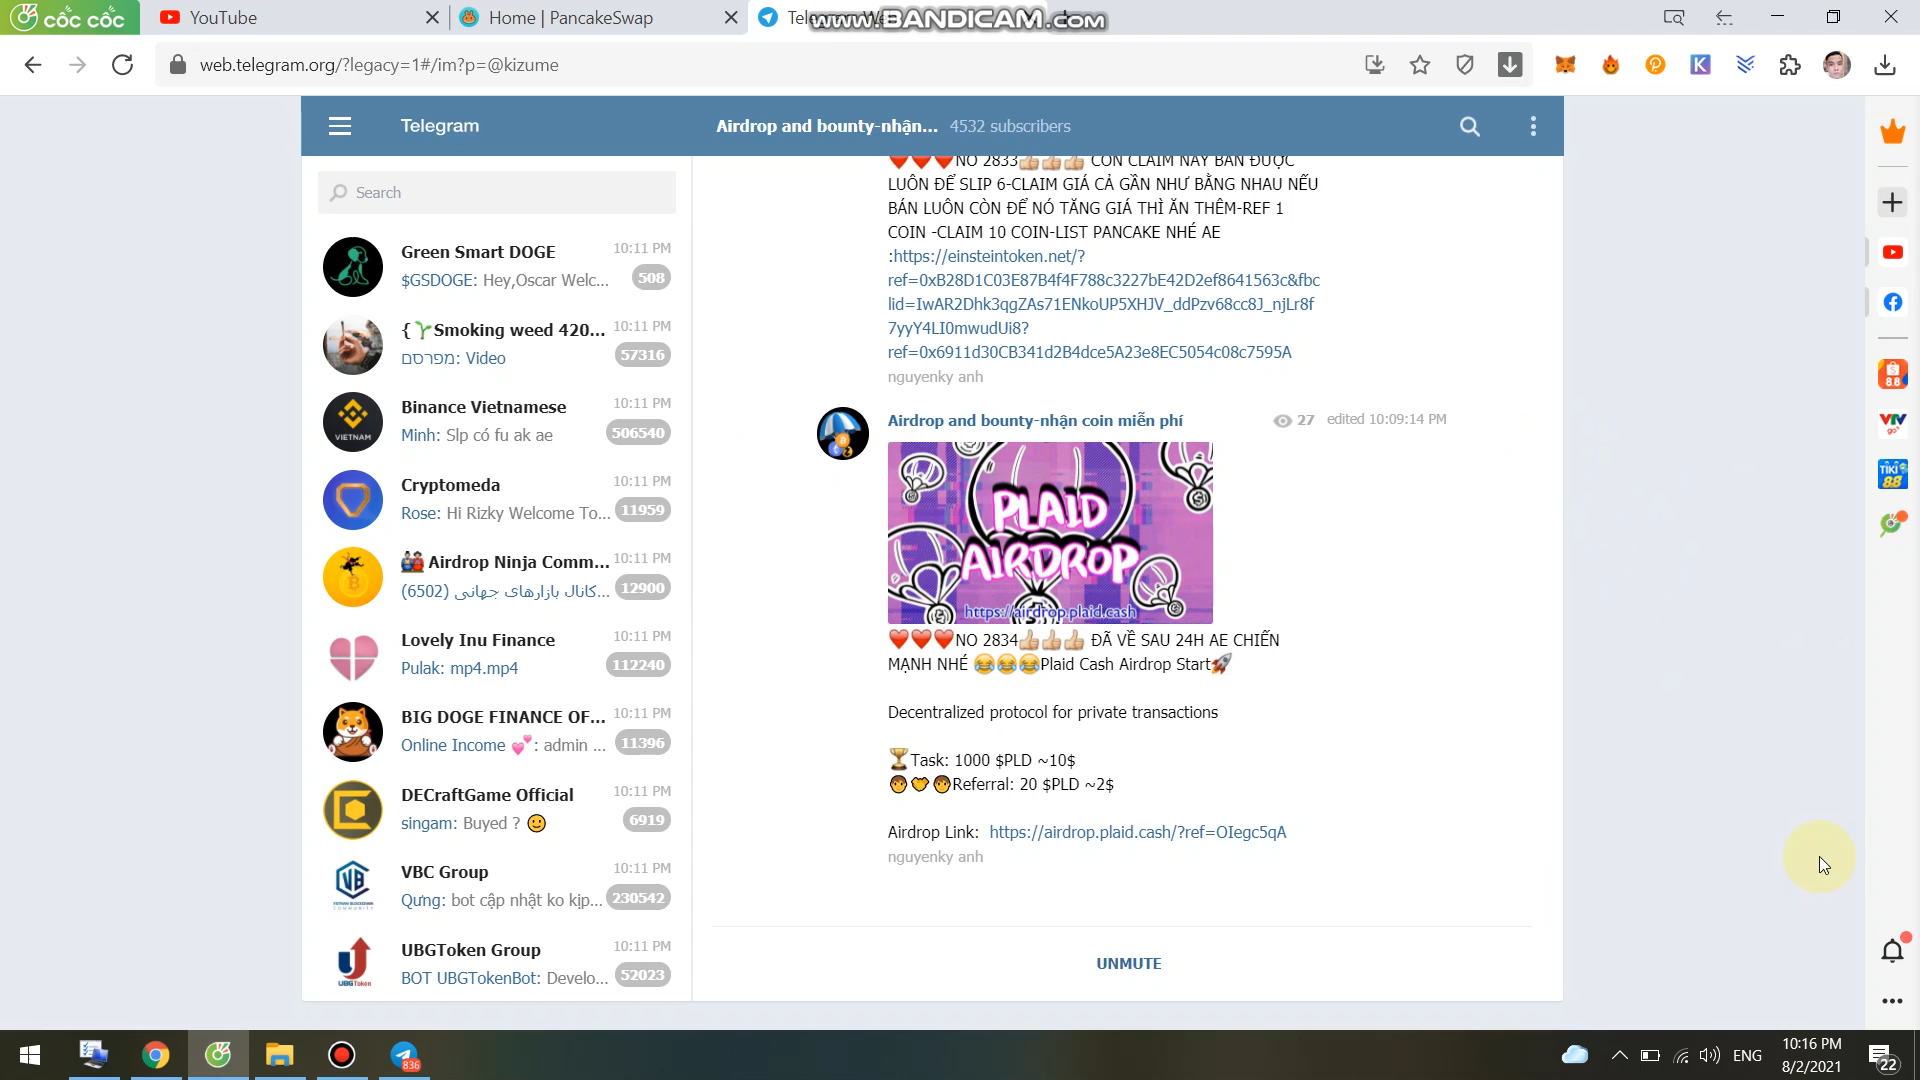 cốc cốc
YouTube
Home | PancakeSwap
www.BANDICAM.com
web.telegram.org/?legacy=1#/im?p=@kizume
Telegram
Airdrop and bounty-nhận... 4532 subscribers
Search
Green Smart DOGE 10:11 PM
$GSDOGE: Hey,Oscar Welc... 508
{🌱Smoking weed 420... 10:11 PM
מפרסם: Video 57316
Binance Vietnamese 10:11 PM
Minh: Slp có fu ak ae 506540
VIETNAM
Cryptomeda 10:11 PM
Rose: Hi Rizky Welcome To... 11959
🎎Airdrop Ninja Comm... 10:11 PM
کانال بازارهای جهانی (6502)... 12900
Lovely Inu Finance 10:11 PM
Pulak: mp4.mp4 112240
BIG DOGE FINANCE OF... 10:11 PM
Online Income 💕: admin ... 11396
DECraftGame Official 10:11 PM
singam: Buyed ? 🙂 6919
VBC Group 10:11 PM
Qưng: bot cập nhật ko kịp... 230542
UBGToken Group 10:11 PM
BOT UBGTokenBot: Develo... 52023
UBGToken
❤️❤️❤️NO 2833👍🏼👍🏼👍🏼 CON CLAIM NÀY BÁN ĐƯỢC
LUÔN ĐỂ SLIP 6-CLAIM GIÁ CẢ GẦN NHƯ BẰNG NHAU NẾU
BÁN LUÔN CÒN ĐỂ NÓ TĂNG GIÁ THÌ ĂN THÊM-REF 1
COIN -CLAIM 10 COIN-LIST PANCAKE NHÉ AE
:https://einsteintoken.net/?
ref=0xB28D1C03E87B4f4F788c3227bE42D2ef8641563c&fbc
lid=IwAR2Dhk3qgZAs71ENkoUP5XHJV_ddPzv68cc8J_njLr8f
7yyY4LI0mwudUi8?
ref=0x6911d30CB341d2B4dce5A23e8EC5054c08c7595A
nguyenky anh
Airdrop and bounty-nhận coin miễn phí 27 edited 10:09:14 PM
PLAID
AIRDROP
https://airdrop.plaid.cash
❤️❤️❤️NO 2834👍🏼👍🏼👍🏼 ĐÃ VỀ SAU 24H AE CHIẾN
MẠNH NHÉ 😂😂😂Plaid Cash Airdrop Start🚀
Decentralized protocol for private transactions
🏆Task: 1000 $PLD ~10$
👨🤝👨Referral: 20 $PLD ~2$
Airdrop Link: https://airdrop.plaid.cash/?ref=OIegc5qA
nguyenky anh
UNMUTE
8.8
VTV
go
TIKI
88
836
ENG
10:16 PM
8/2/2021
22